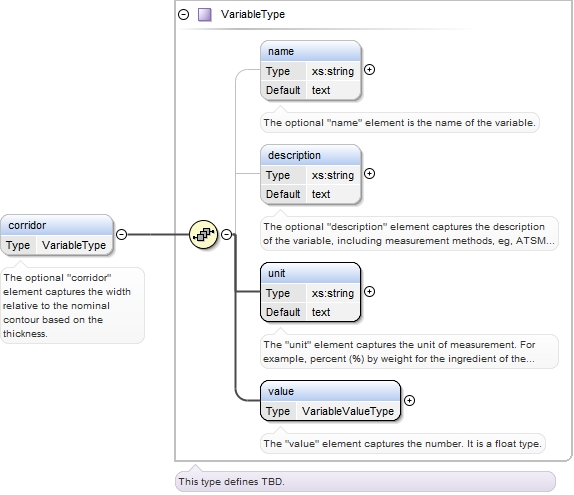 VariableType
name
Type xs:string
Default text
The optional "name" element is the name of the variable.
description
Type xs:string
Default text
The optional "description" element captures the description
of the variable, including measurement methods, eg, ATSM...
corridor
Type VariableType
The optional "corridor"
element captures the width
relative to the nominal
contour based on the
thickness.
unit
Type xs:string
Default text
The "unit" element captures the unit of measurement. For
example, percent (%) by weight for the ingredient of the...
value
Type VariableValueType
The "value" element captures the number. It is a float type.
This type defines TBD.